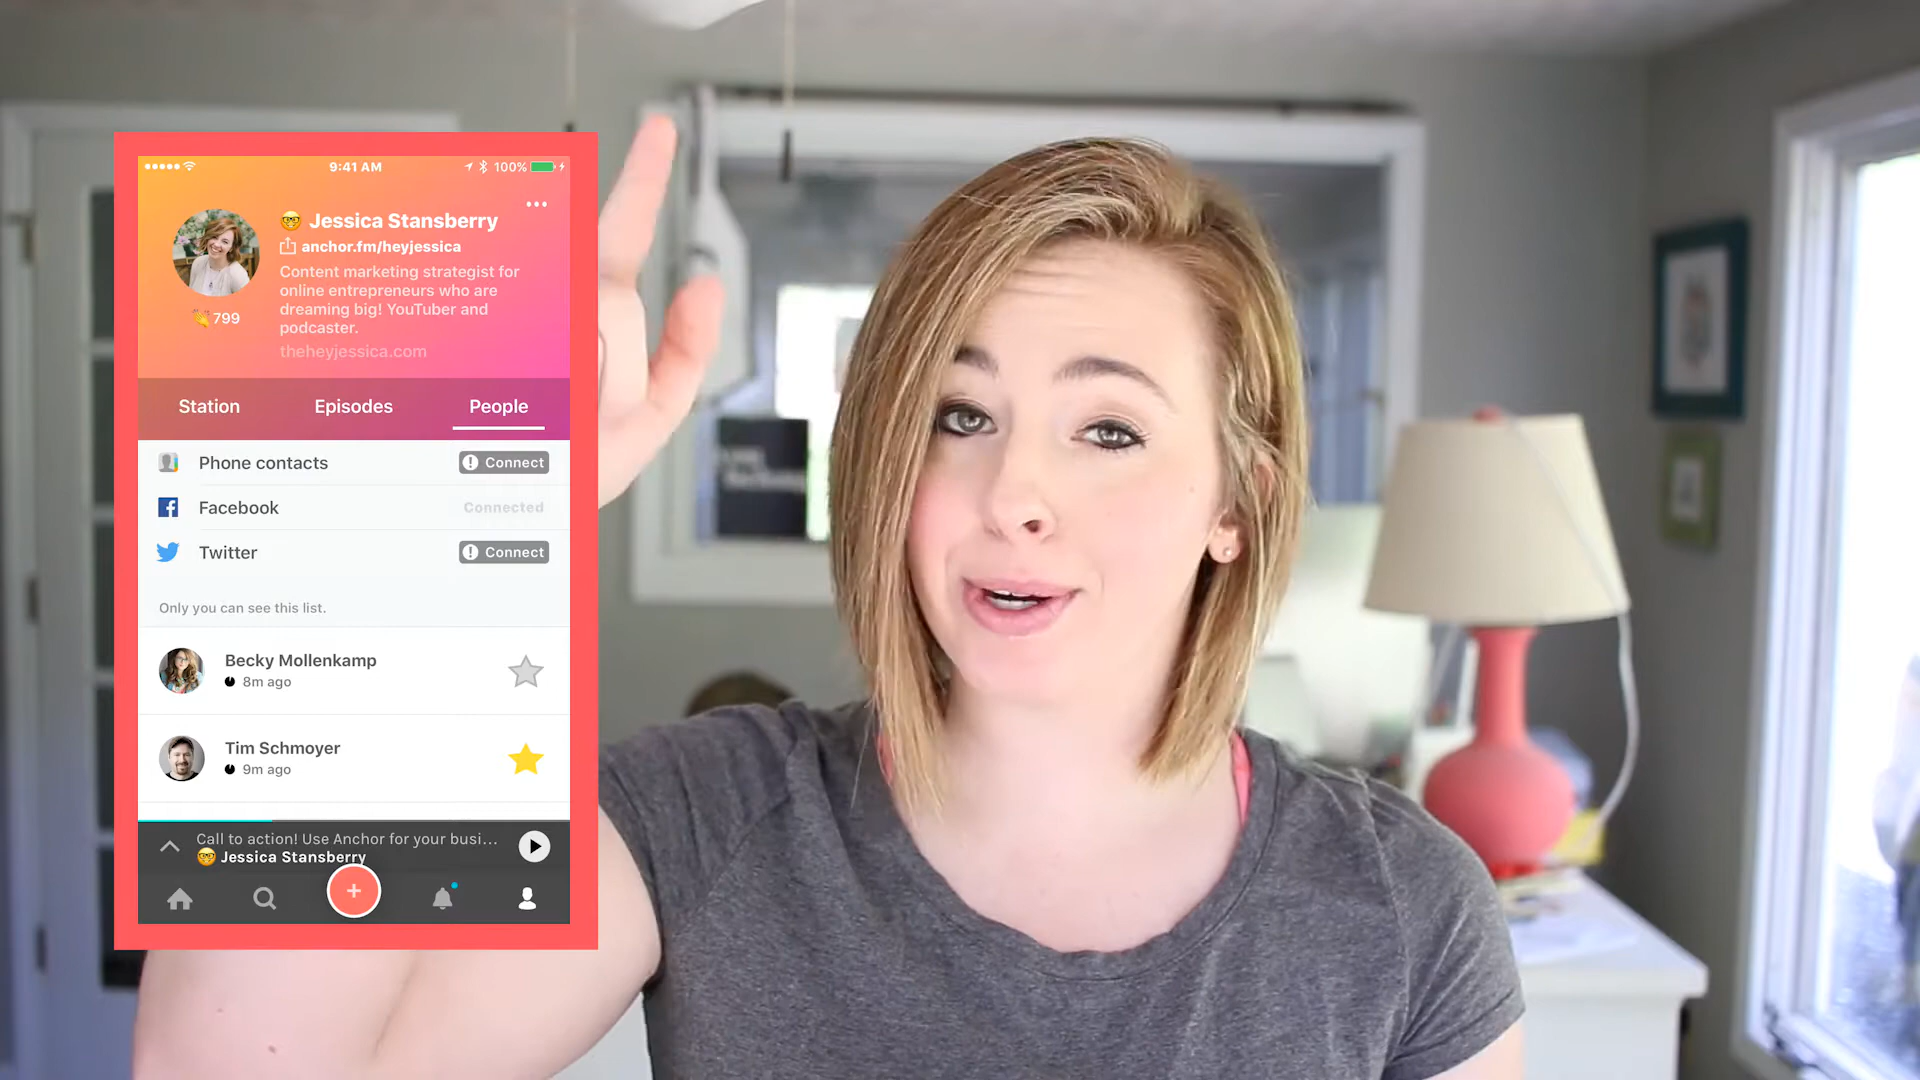 9:41 AM
100%
🤓 Jessica Stansberry
anchor.fm/heyjessica
Content marketing strategist for
online entrepreneurs who are
dreaming big! YouTuber and
podcaster.
theheyjessica.com
👏 799
Station Episodes People
Phone contacts Connect
Facebook Connected
Twitter Connect
Only you can see this list.
Becky Mollenkamp
8m ago
Tim Schmoyer
9m ago
Call to action! Use Anchor for your busi...
🤓 Jessica Stansberry